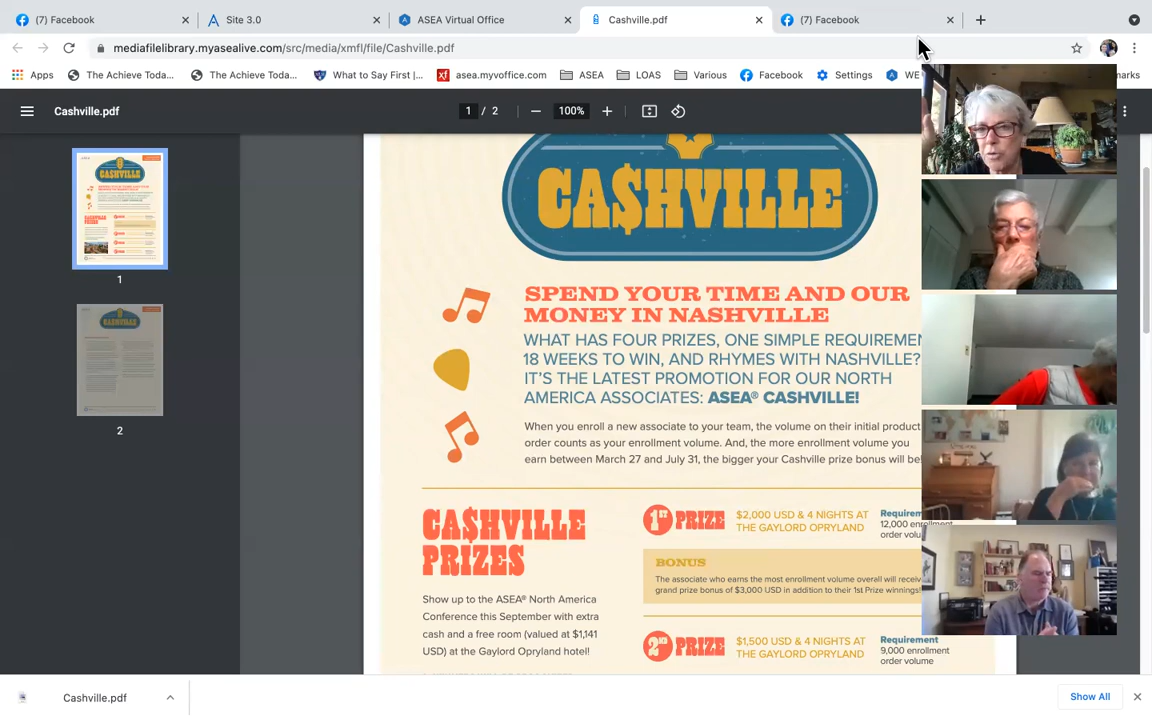 (7) Facebook
Site 3.0
ASEA Virtual Office
Cashville.pdf
(7) Facebook
mediafilelibrary.myasealive.com/src/media/xmfl/file/Cashville.pdf
Apps
The Achieve Toda...
The Achieve Toda...
What to Say First |...
asea.myvoffice.com
ASEA
LOAS
Various
Facebook
Settings
WE
marks
Cashville.pdf
1 / 2
100%
1
2
CA$HVILLE
SPEND YOUR TIME AND OUR
MONEY IN NASHVILLE
WHAT HAS FOUR PRIZES, ONE SIMPLE REQUIREMEN
18 WEEKS TO WIN, AND RHYMES WITH NASHVILLE?
IT'S THE LATEST PROMOTION FOR OUR NORTH
AMERICA ASSOCIATES: ASEA® CASHVILLE!
When you enroll a new associate to your team, the volume on their initial product
order counts as your enrollment volume. And, the more enrollment volume you
earn between March 27 and July 31, the bigger your Cashville prize bonus will be!
CA$HVILLE
PRIZES
Show up to the ASEA® North America
Conference this September with extra
cash and a free room (valued at $1,141
USD) at the Gaylord Opryland hotel!
1ST PRIZE
$2,000 USD & 4 NIGHTS AT
THE GAYLORD OPRYLAND
Requirem
12,000 enrollment
order volu
BONUS
The associate who earns the most enrollment volume overall will receiv
grand prize bonus of $3,000 USD in addition to their 1st Prize winnings!
2ND PRIZE
$1,500 USD & 4 NIGHTS AT
THE GAYLORD OPRYLAND
Requirement
9,000 enrollment
order volume
Cashville.pdf
Show All